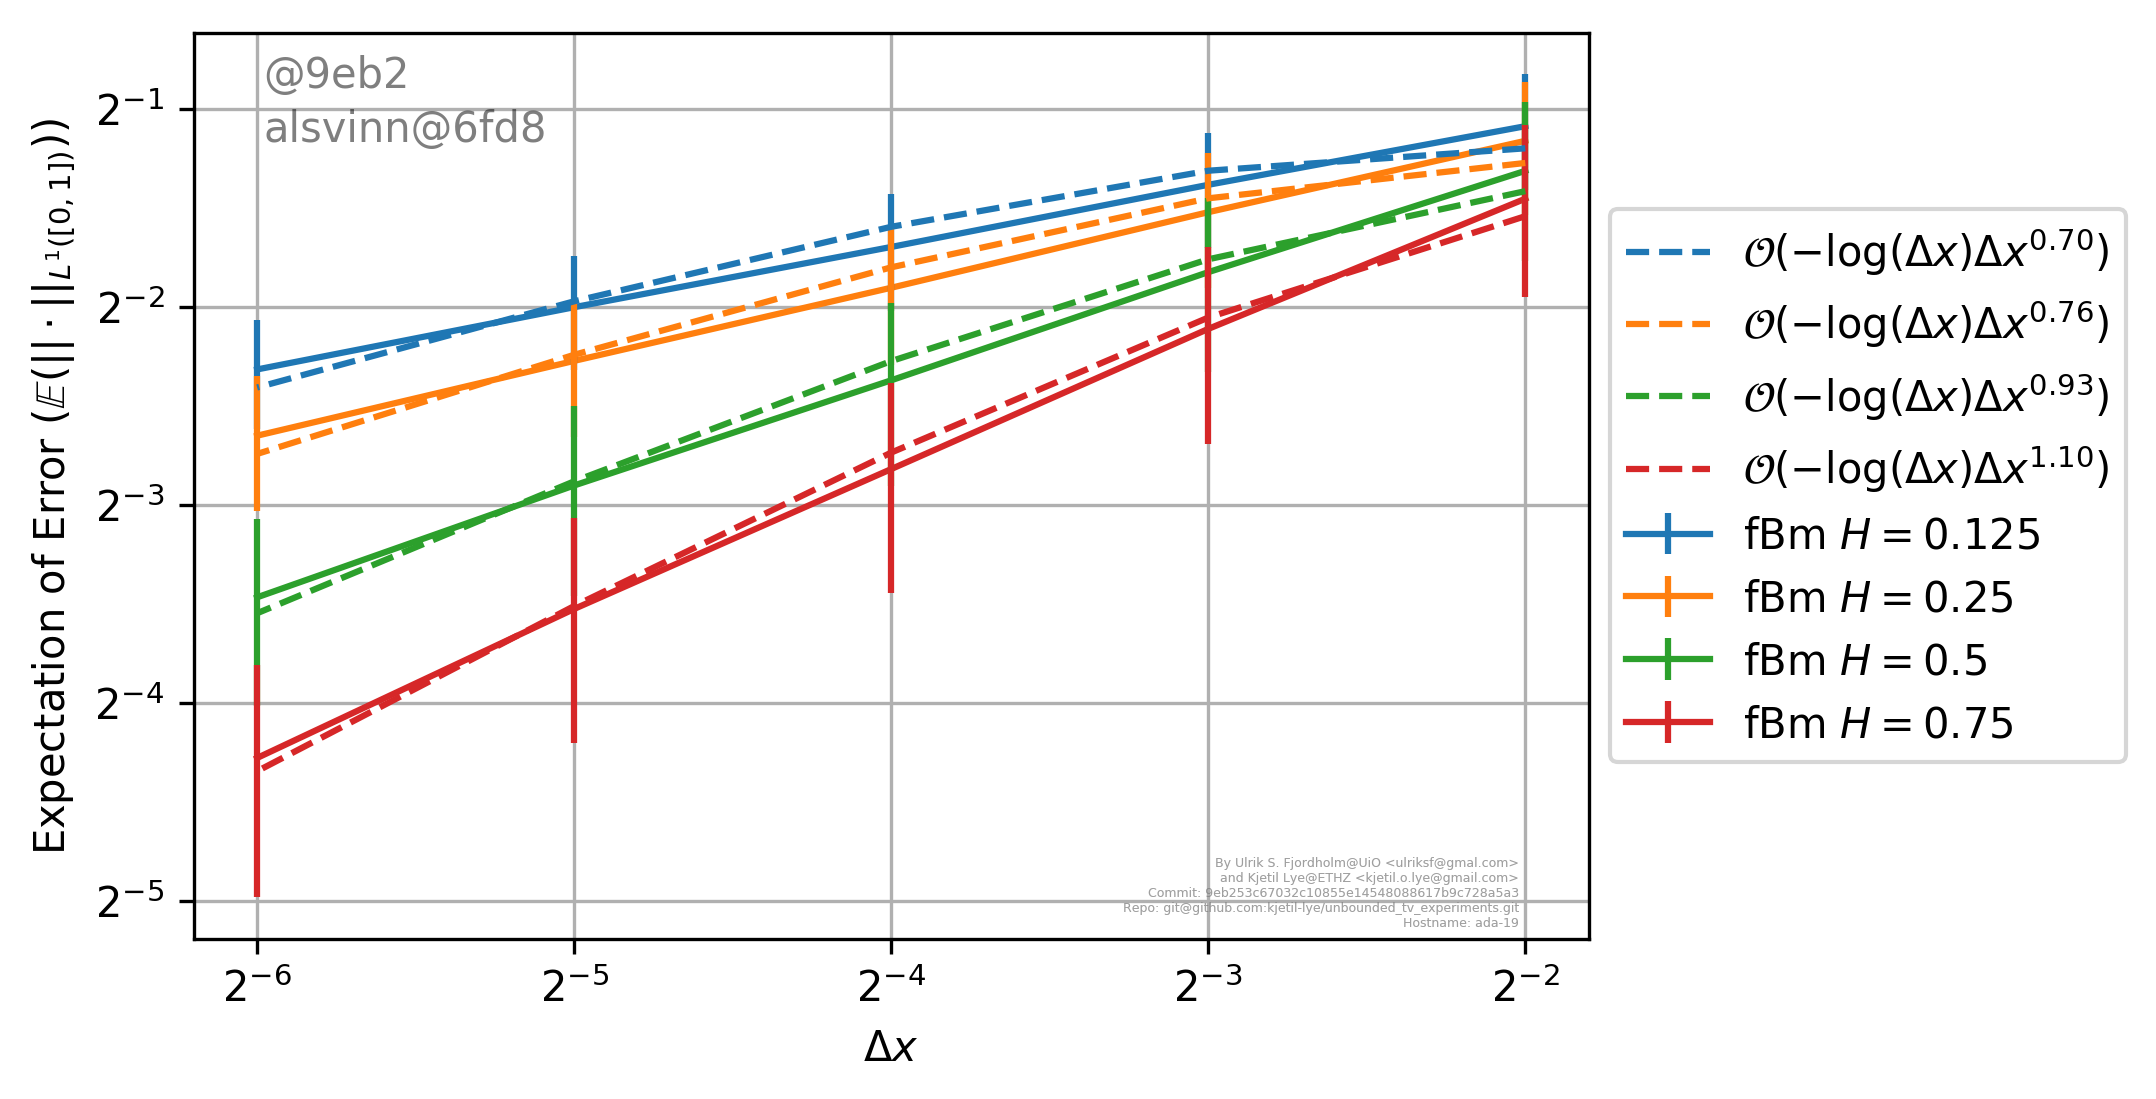 @9eb2
alsvinn@6fd8
Expectation of Error (𝔼(||·||_{L^1([0,1])}))
2^{-1}
2^{-2}
2^{-3}
2^{-4}
2^{-5}
2^{-6} 2^{-5} 2^{-4} 2^{-3} 2^{-2}
Δx
By Ulrik S. Fjordholm@UiO <ulriksf@gmal.com>
and Kjetil Lye@ETHZ <kjetil.o.lye@gmail.com>
Commit: 9eb253c67032c10855e14548088617b9c728a5a3
Repo: git@github.com:kjetil-lye/unbounded_tv_experiments.git
Hostname: ada-19
𝒪(−log(Δx)Δx^{0.70})
𝒪(−log(Δx)Δx^{0.76})
𝒪(−log(Δx)Δx^{0.93})
𝒪(−log(Δx)Δx^{1.10})
fBm H = 0.125
fBm H = 0.25
fBm H = 0.5
fBm H = 0.75